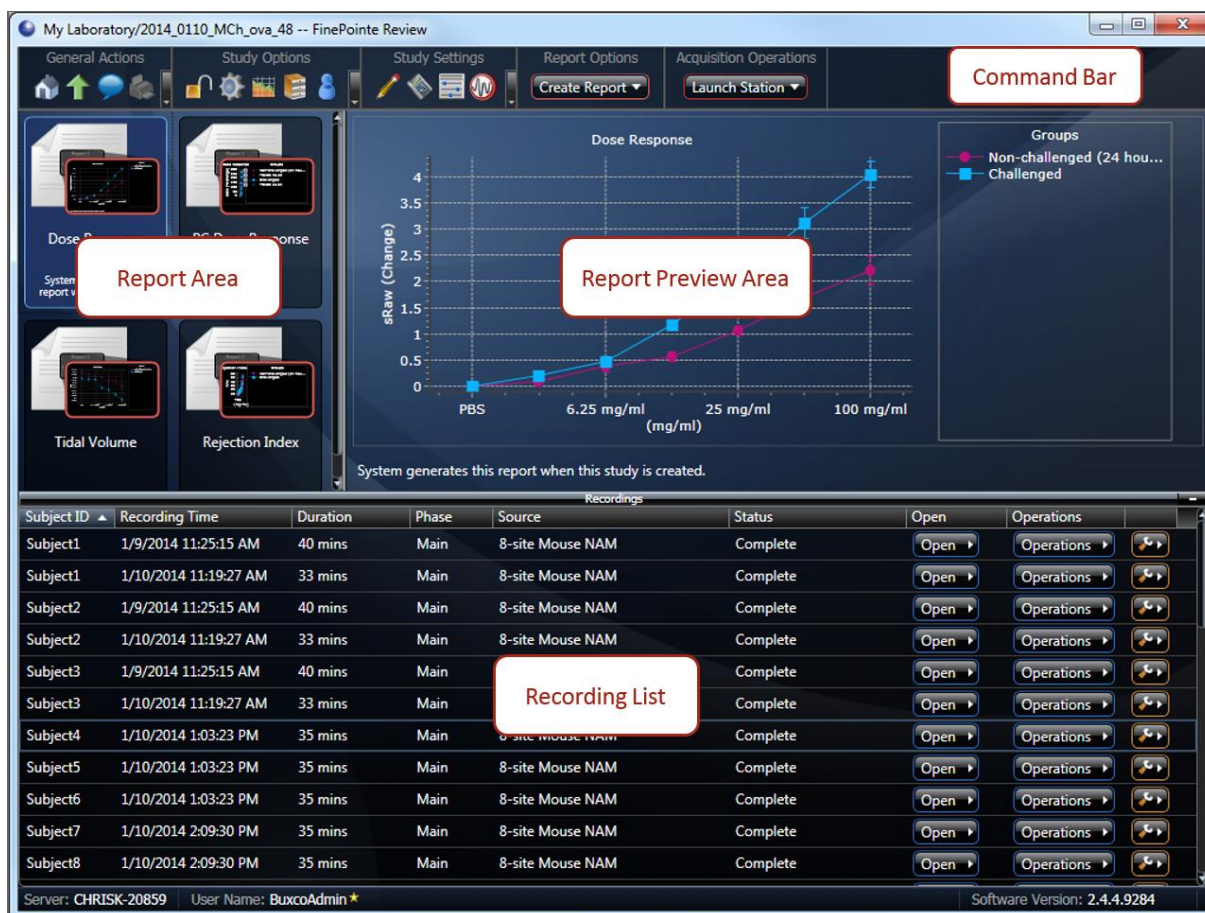 My Laboratory/2014_0110_MCh_ova_48 -- FinePointe Review
General Actions
Study Options
Study Settings
Report Options
Acquisition Operations
Create Report
Launch Station
Command Bar
Report Area
Tidal Volume
Rejection Index
Dose Response
sRaw (Change)
4
3.5
3
2.5
2
1.5
1
0.5
0
PBS
6.25 mg/ml
25 mg/ml
100 mg/ml
(mg/ml)
Report Preview Area
Groups
Non-challenged (24 hou...
Challenged
System generates this report when this study is created.
Recordings
Subject ID Recording Time Duration Phase Source Status Open Operations
Subject1 1/9/2014 11:25:15 AM 40 mins Main 8-site Mouse NAM Complete Open Operations
Subject1 1/10/2014 11:19:27 AM 33 mins Main 8-site Mouse NAM Complete Open Operations
Subject2 1/9/2014 11:25:15 AM 40 mins Main 8-site Mouse NAM Complete Open Operations
Subject2 1/10/2014 11:19:27 AM 33 mins Main 8-site Mouse NAM Complete Open Operations
Subject3 1/9/2014 11:25:15 AM 40 mins Main 8-site Mouse NAM Complete Open Operations
Subject3 1/10/2014 11:19:27 AM 33 mins Main 8-site Mouse NAM Complete Open Operations
Recording List
Subject4 1/10/2014 1:03:23 PM 35 mins Main 8-site Mouse NAM Complete Open Operations
Subject5 1/10/2014 1:03:23 PM 35 mins Main 8-site Mouse NAM Complete Open Operations
Subject6 1/10/2014 1:03:23 PM 35 mins Main 8-site Mouse NAM Complete Open Operations
Subject7 1/10/2014 2:09:30 PM 35 mins Main 8-site Mouse NAM Complete Open Operations
Subject8 1/10/2014 2:09:30 PM 35 mins Main 8-site Mouse NAM Complete Open Operations
Server: CHRISK-20859 User Name: BuxcoAdmin Software Version: 2.4.4.9284